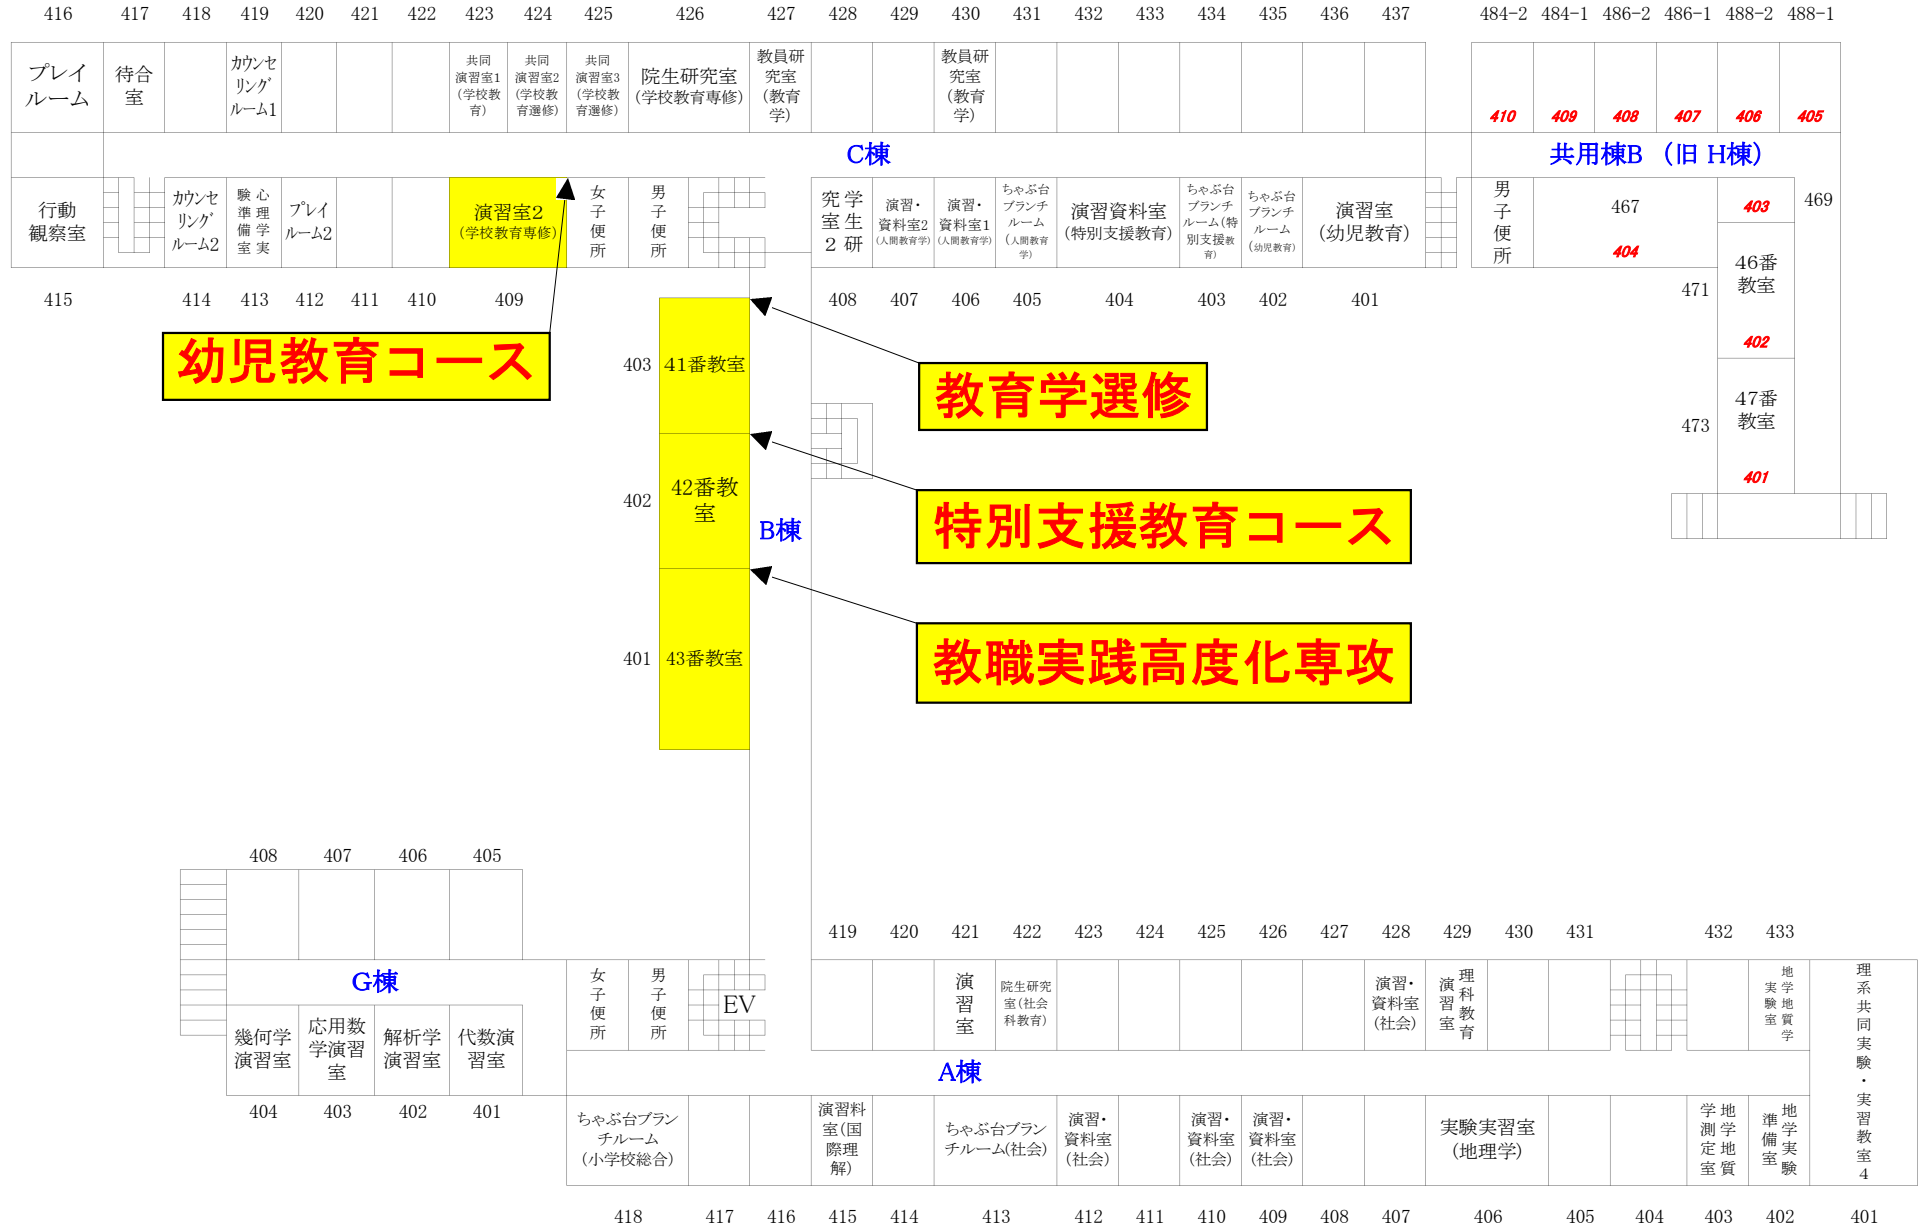 416 417 418 419 420 421 422 423 424 425 426 427 428 429 430 431 432 433 434 435 436 437 484-2 484-1 486-2 486-1 488-2 488-1
プレイ
ルーム
待合
室
カウンセ
リング
ルーム1
共同
演習室1
(学校教
育)
共同
演習室2
(学校教
育選修)
共同
演習室3
(学校教
育選修)
院生研究室
(学校教育専修)
教員研
究室
(教育
学)
教員研
究室
(教育
学)
410 409 408 407 406 405
C棟
共用棟B (旧 H棟)
行動
観察室
カウンセ
リング
ルーム2
心理学実
験準備室
プレイ
ルーム2
演習室2
(学校教育専修)
女子便所
男子便所
学生研
究室2
演習・
資料室2
(人間教育学)
演習・
資料室1
(人間教育学)
ちゃぶ台
ブランチ
ルーム
(人間教育
学)
演習資料室
(特別支援教育)
ちゃぶ台
ブランチ
ルーム(特
別支援教
育)
ちゃぶ台
ブランチ
ルーム
(幼児教育)
演習室
(幼児教育)
男子便所
467
404
403
469
46番
教室
402
471
47番
教室
401
473
415 414 413 412 411 410 409 408 407 406 405 404 403 402 401
幼児教育コース
403
41番教室
教育学選修
402
42番教
室
B棟
特別支援教育コース
401
43番教室
教職実践高度化専攻
408 407 406 405
G棟
幾何学
演習室
応用数
学演習
室
解析学
演習室
代数演
習室
404 403 402 401
女子便所
男子便所
EV
419 420 421 422 423 424 425 426 427 428 429 430 431 432 433
演習室
院生研究
室(社会
科教育)
演習・
資料室
(社会)
理科教育
演習室
地学地質学
実験室
理系共同実験・実習教室4
A棟
ちゃぶ台ブラン
チルーム
(小学校総合)
演習料
室(国
際理
解)
ちゃぶ台ブラン
チルーム(社会)
演習・
資料室
(社会)
演習・
資料室
(社会)
演習・
資料室
(社会)
実験実習室
(地理学)
地学地質
学測定室
地学実験
準備室
418 417 416 415 414 413 412 411 410 409 408 407 406 405 404 403 402 401